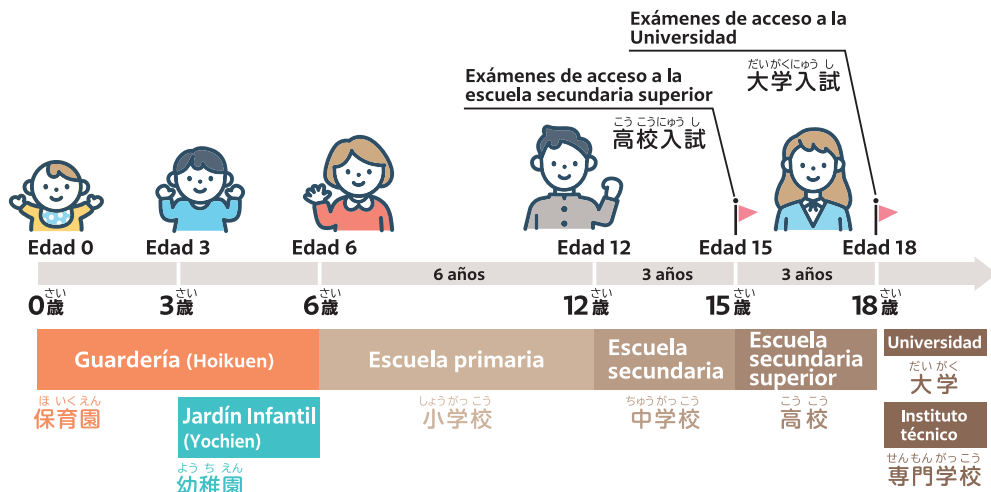 Exámenes de acceso a la
Universidad
だいがくにゅうし
大学入試
Exámenes de acceso a la
escuela secundaria superior
こうこうにゅうし
高校入試
Edad 0
Edad 3
Edad 6
Edad 12
Edad 15
Edad 18
6 años
3 años
3 años
さい
0歳
さい
3歳
さい
6歳
さい
12歳
さい
15歳
さい
18歳
Guardería (Hoikuen)
ほいくえん
保育園
Jardín Infantil
(Yochien)
ようちえん
幼稚園
Escuela primaria
しょうがっこう
小学校
Escuela
secundaria
ちゅうがっこう
中学校
Escuela
secundaria
superior
こうこう
高校
Universidad
だいがく
大学
Instituto
técnico
せんもんがっこう
専門学校